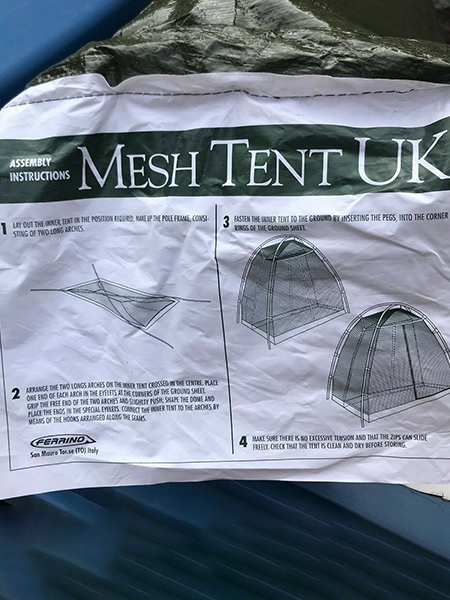 ASSEMBLY
INSTRUCTIONS
MESH TENT UK
1 LAY OUT THE INNER TENT IN THE POSITION REQUIRED, MAKE UP THE POLE FRAME, CONSI-
STING OF TWO LONG ARCHES.
2 ARRANGE THE TWO LONGS ARCHES ON THE INNER TENT CROSSED IN THE CENTRE. PLACE
ONE END OF EACH ARCH IN THE EYELETS AT THE CORNERS OF THE GROUND SHEET.
GRIP THE FREE END OF THE TWO ARCHES AND SLIGHTLY PUSH; SHAPE THE DOME AND
PLACE THE ENDS IN THE SPECIAL EYELETS. CONNECT THE INNER TENT TO THE ARCHES BY
MEANS OF THE HOOKS ARRANGED ALONG THE SEAMS.
FERRINO
San Mauro Tor.se (TO) Italy
3 FASTEN THE INNER TENT TO THE GROUND BY INSERTING THE PEGS, INTO THE CORNER
RINGS OF THE GROUND SHEET.
4 MAKE SURE THERE IS NO EXCESSIVE TENSION AND THAT THE ZIPS CAN SLIDE
FREELY. CHECK THAT THE TENT IS CLEAN AND DRY BEFORE STORING.